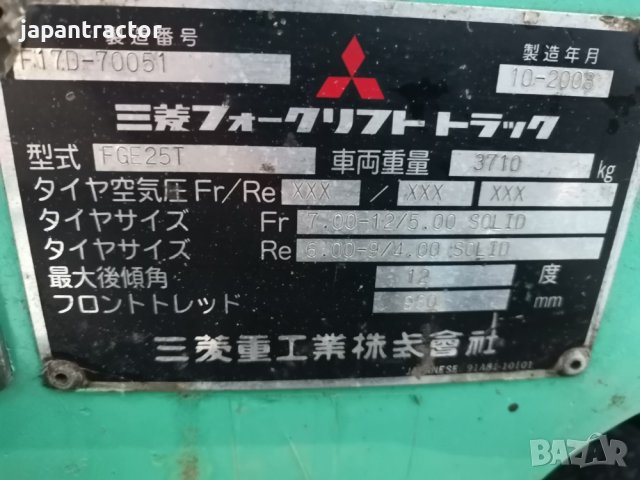 japantractor
製造番号
F17D-70051
製造年月
10-2003
三菱フォークリフトトラック
型式 FGE25T 車両重量 3710 kg
タイヤ空気圧 Fr/Re XXX / XXX XXX
タイヤサイズ Fr 7.00-12/5.00 SOLID
タイヤサイズ Re 6.00-9/4.00 SOLID
最大後傾角 12 度
フロントトレッド 960 mm
三菱重工業株式會社
JAPANESE 91A84-10101
BAZAR